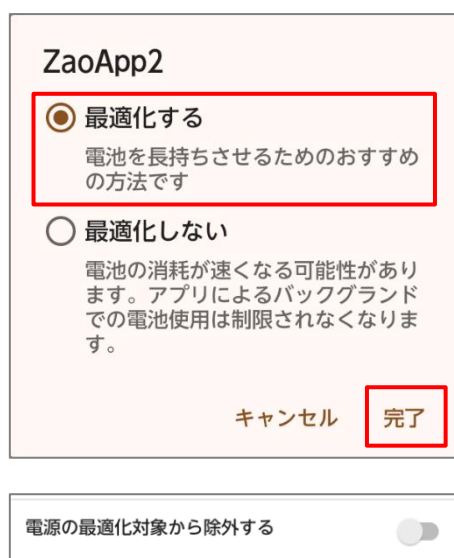 ZaoApp2
最適化する
電池を長持ちさせるためのおすすめ
の方法です
最適化しない
電池の消耗が速くなる可能性があり
ます。アプリによるバックグランド
での電池使用は制限されなくなりま
す。
キャンセル 完了
電源の最適化対象から除外する